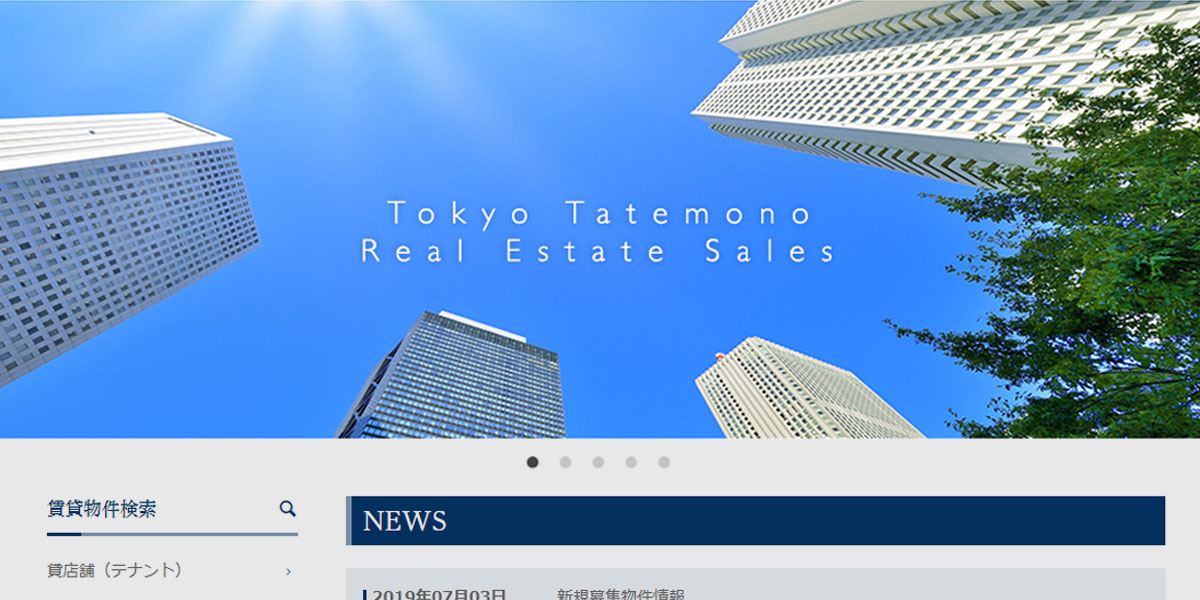 Tokyo Tatemono
Real Estate Sales
賃貸物件検索
NEWS
貸店舗（テナント）
2019年07月03日 新規募集物件情報